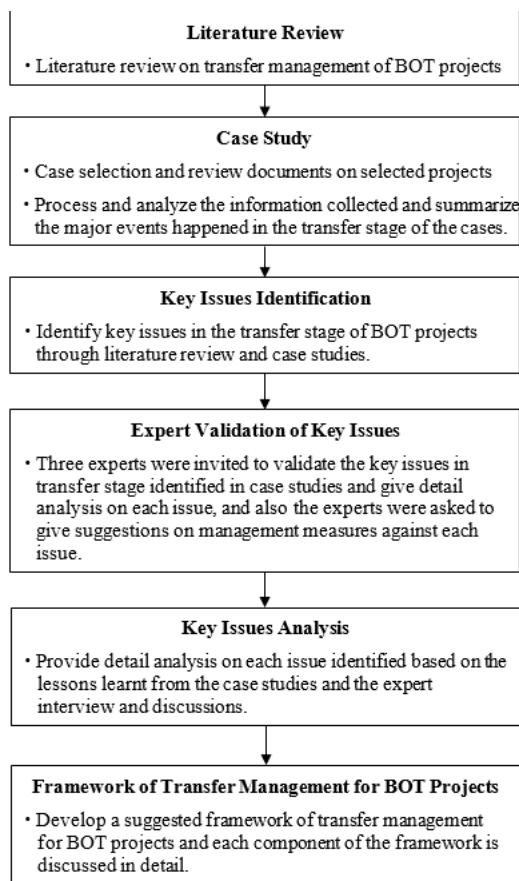 Literature Review
• Literature review on transfer management of BOT projects
Case Study
• Case selection and review documents on selected projects
• Process and analyze the information collected and summarize
the major events happened in the transfer stage of the cases.
Key Issues Identification
• Identify key issues in the transfer stage of BOT projects
through literature review and case studies.
Expert Validation of Key Issues
• Three experts were invited to validate the key issues in
transfer stage identified in case studies and give detail
analysis on each issue, and also the experts were asked to
give suggestions on management measures against each
issue.
Key Issues Analysis
• Provide detail analysis on each issue identified based on the
lessons learnt from the case studies and the expert
interview and discussions.
Framework of Transfer Management for BOT Projects
• Develop a suggested framework of transfer management
for BOT projects and each component of the framework is
discussed in detail.